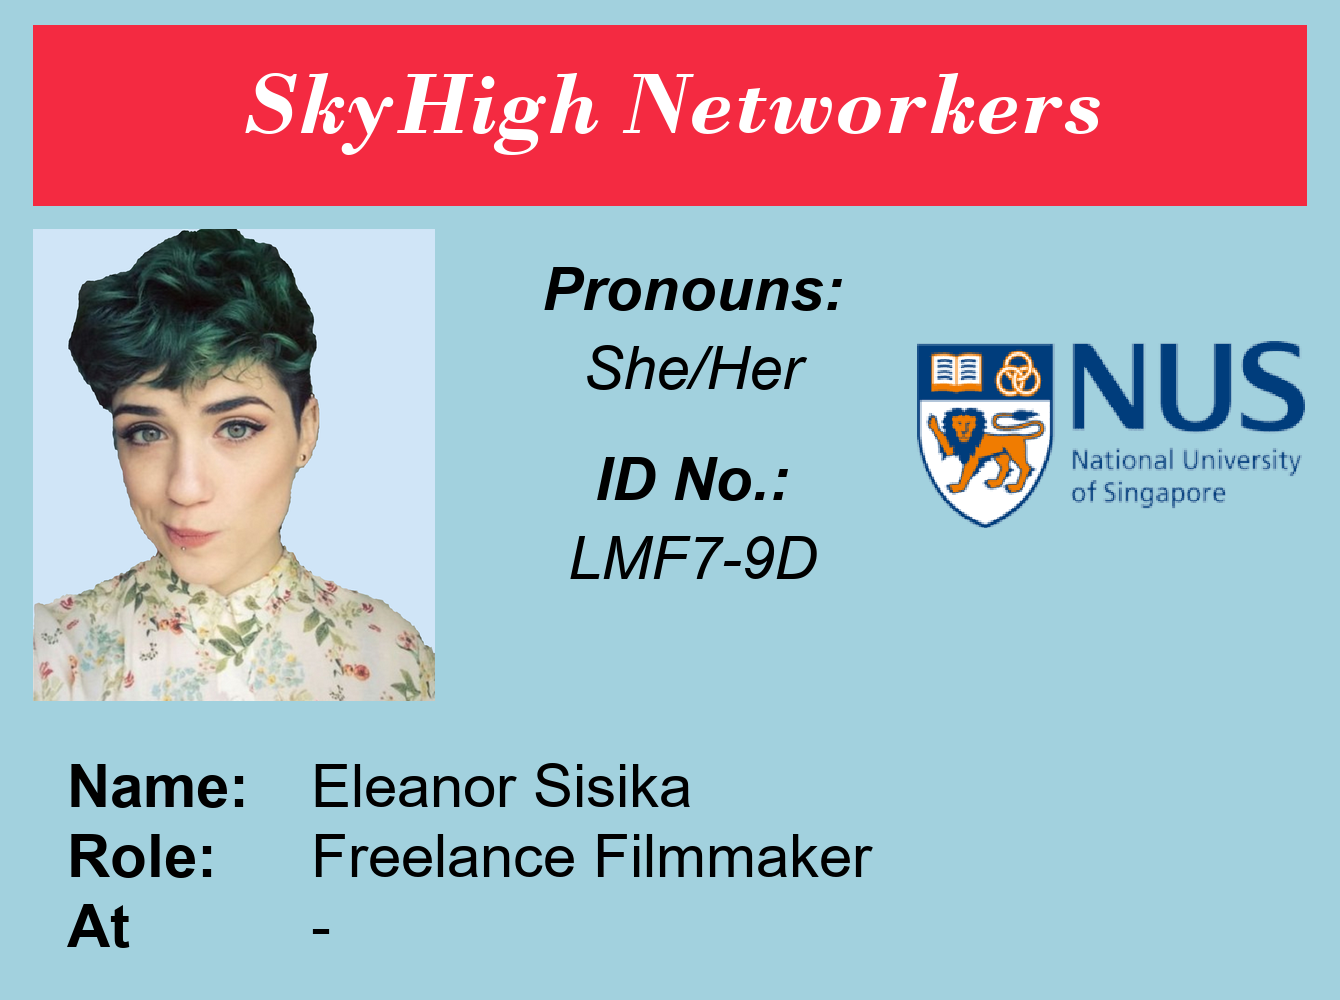 SkyHigh Networkers
Pronouns:
She/Her
ID No.:
LMF7-9D
NUS
National University
of Singapore
Name: Eleanor Sisika
Role: Freelance Filmmaker
At -